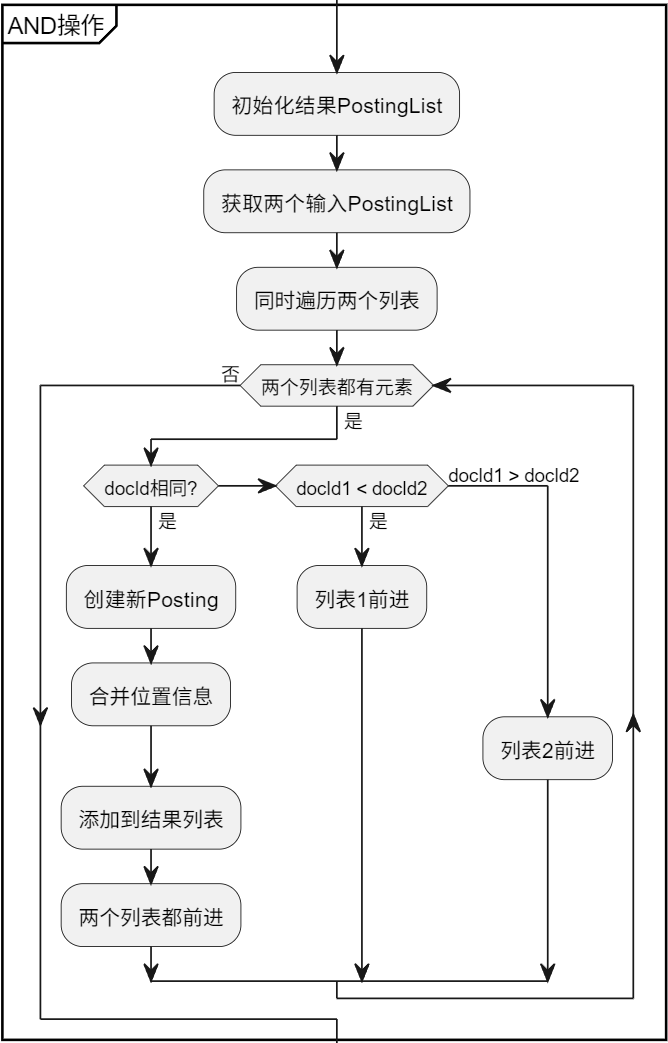 AND操作
初始化结果PostingList
获取两个输入PostingList
同时遍历两个列表
否
两个列表都有元素
是
docId相同?
docId1 < docId2
docId1 > docId2
是
是
创建新Posting
列表1前进
合并位置信息
列表2前进
添加到结果列表
两个列表都前进